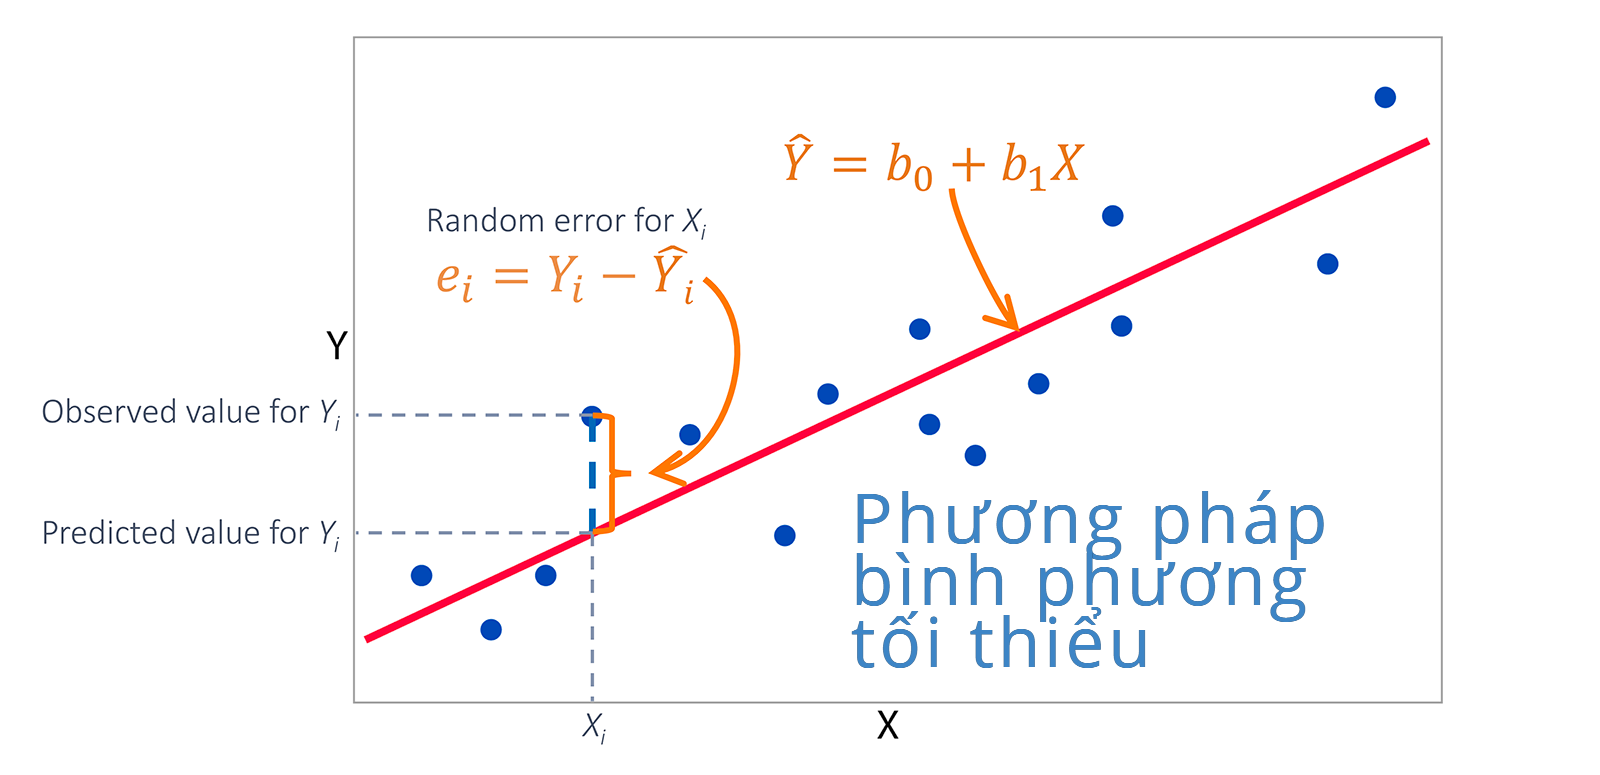 Ŷ = b₀ + b₁X
Random error for Xᵢ
eᵢ = Yᵢ − Ŷᵢ
Y
Observed value for Yᵢ
Predicted value for Yᵢ
Phương pháp
bình phương
tối thiểu
Xᵢ
X